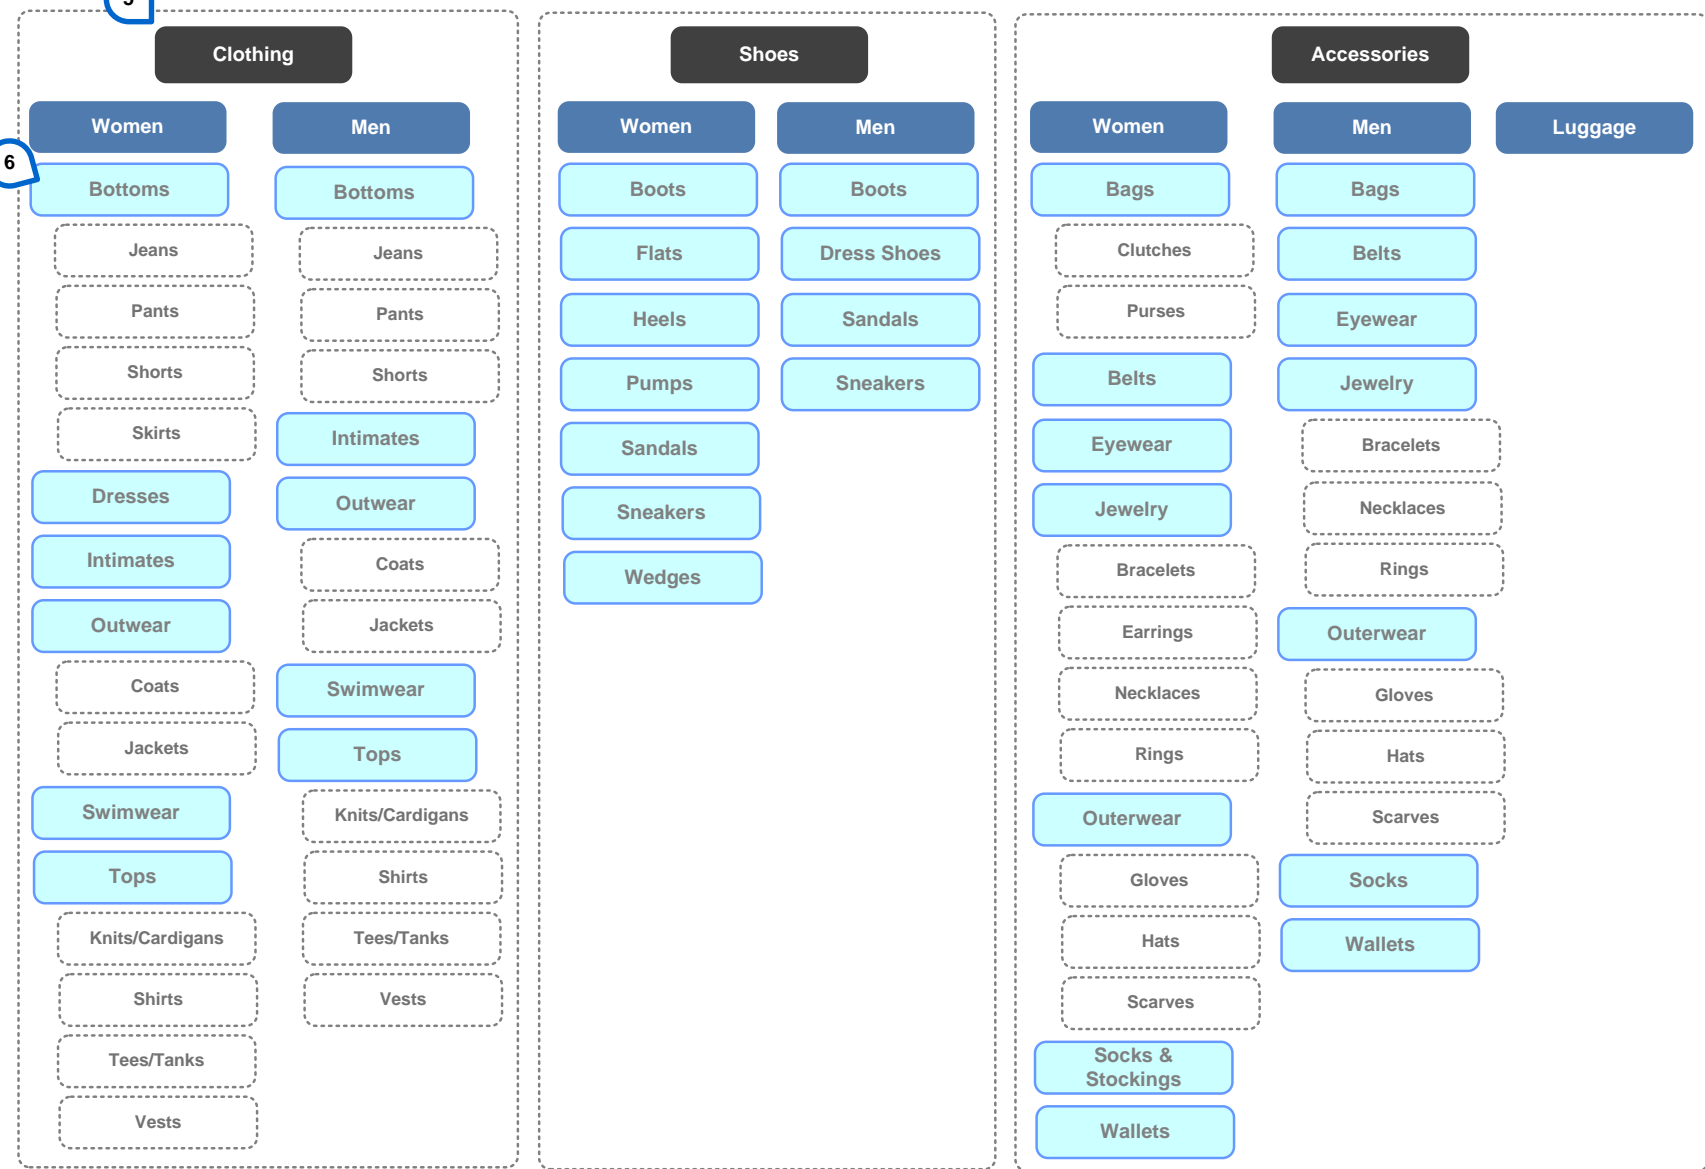 Clothing
Women
Men
6
Bottoms
Jeans
Pants
Shorts
Skirts
Dresses
Intimates
Outwear
Coats
Jackets
Swimwear
Tops
Knits/Cardigans
Shirts
Tees/Tanks
Vests
Bottoms
Jeans
Pants
Shorts
Intimates
Outwear
Coats
Jackets
Swimwear
Tops
Knits/Cardigans
Shirts
Tees/Tanks
Vests
Shoes
Women
Men
Boots
Flats
Heels
Pumps
Sandals
Sneakers
Wedges
Boots
Dress Shoes
Sandals
Sneakers
Accessories
Women
Men
Luggage
Bags
Clutches
Purses
Belts
Eyewear
Jewelry
Bracelets
Earrings
Necklaces
Rings
Outerwear
Gloves
Hats
Scarves
Socks &
Stockings
Wallets
Bags
Belts
Eyewear
Jewelry
Bracelets
Necklaces
Rings
Outerwear
Gloves
Hats
Scarves
Socks
Wallets